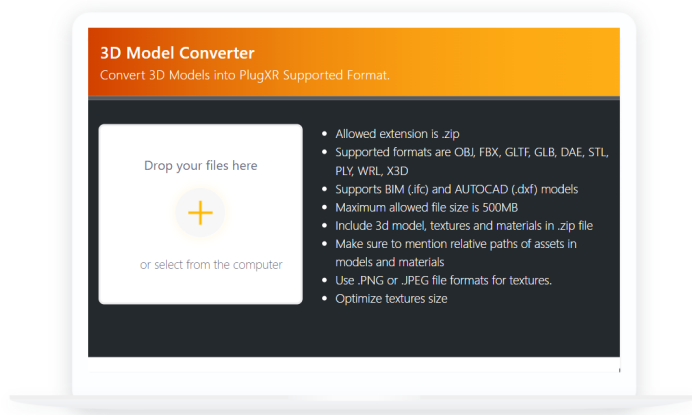 3D Model Converter
Convert 3D Models into PlugXR Supported Format.
Drop your files here
or select from the computer
Allowed extension is .zip
Supported formats are OBJ, FBX, GLTF, GLB, DAE, STL,
PLY, WRL, X3D
Supports BIM (.ifc) and AUTOCAD (.dxf) models
Maximum allowed file size is 500MB
Include 3d model, textures and materials in .zip file
Make sure to mention relative paths of assets in
models and materials
Use .PNG or .JPEG file formats for textures.
Optimize textures size